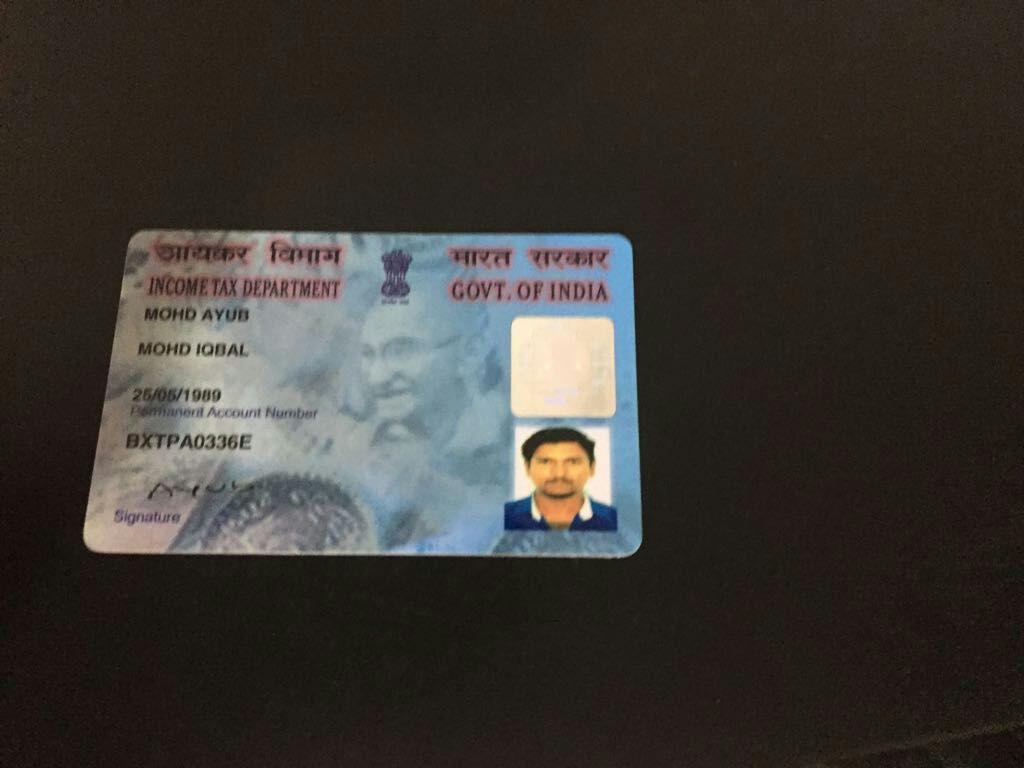 आयकर विभाग भारत सरकार
INCOME TAX DEPARTMENT GOVT. OF INDIA
MOHD AYUB
MOHD IQBAL
25/05/1989
Permanent Account Number
BXTPA0336E
Ayub
Signature